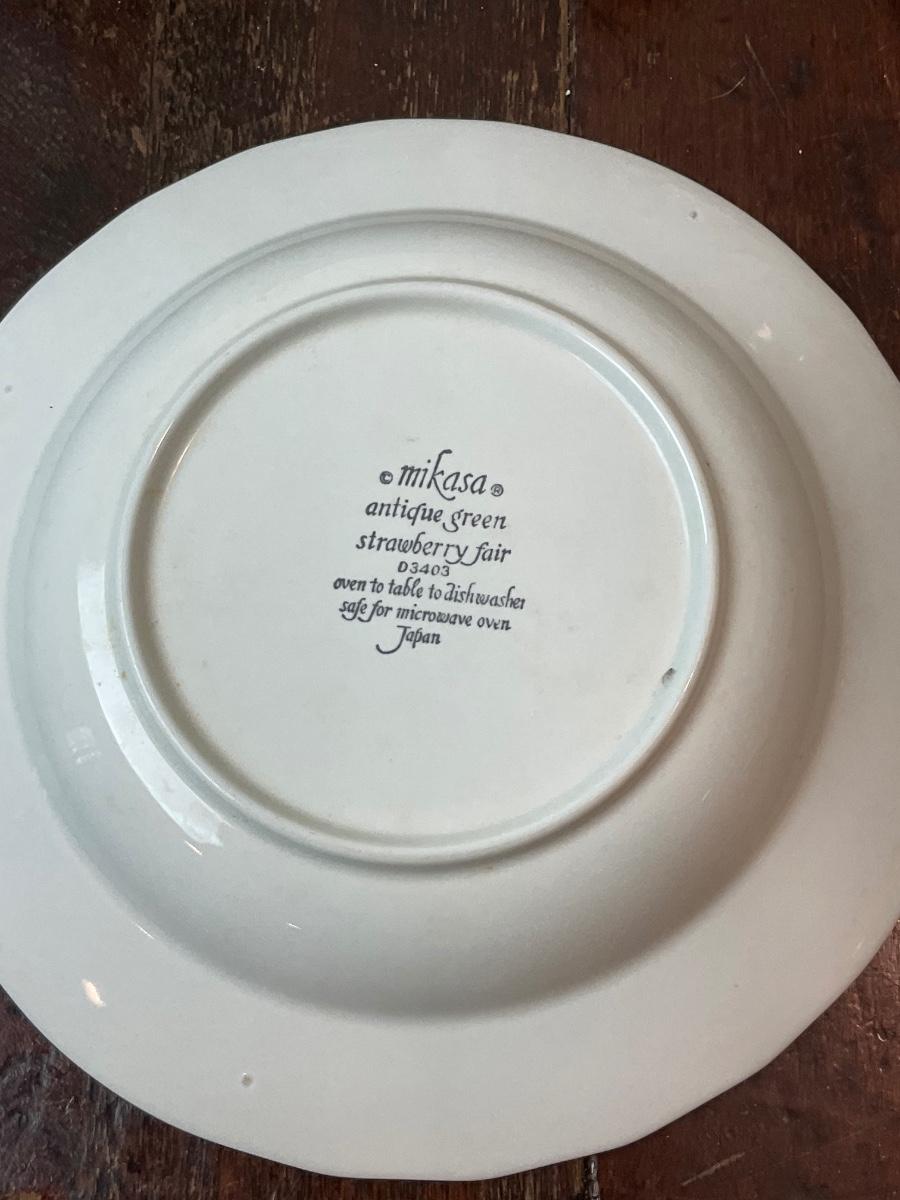 © mikasa ®
antique green
strawberry fair
D3403
oven to table to dishwasher
safe for microwave oven
Japan